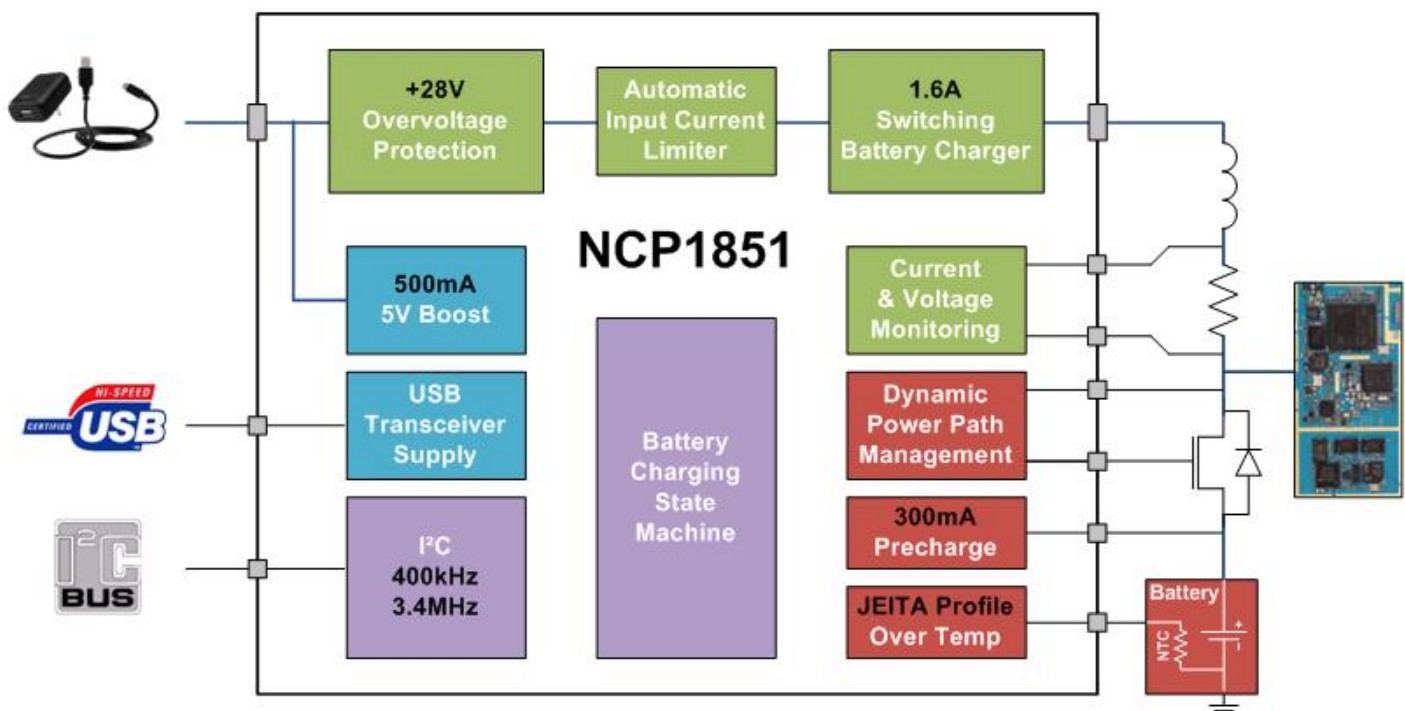 +28V
Overvoltage
Protection
Automatic
Input Current
Limiter
1.6A
Switching
Battery Charger
NCP1851
500mA
5V Boost
Current
& Voltage
Monitoring
HI-SPEED
CERTIFIED USB
USB
Transceiver
Supply
Battery
Charging
State
Machine
Dynamic
Power Path
Management
I²C
BUS
I²C
400kHz
3.4MHz
300mA
Precharge
JEITA Profile
Over Temp
Battery
NTC
+
-